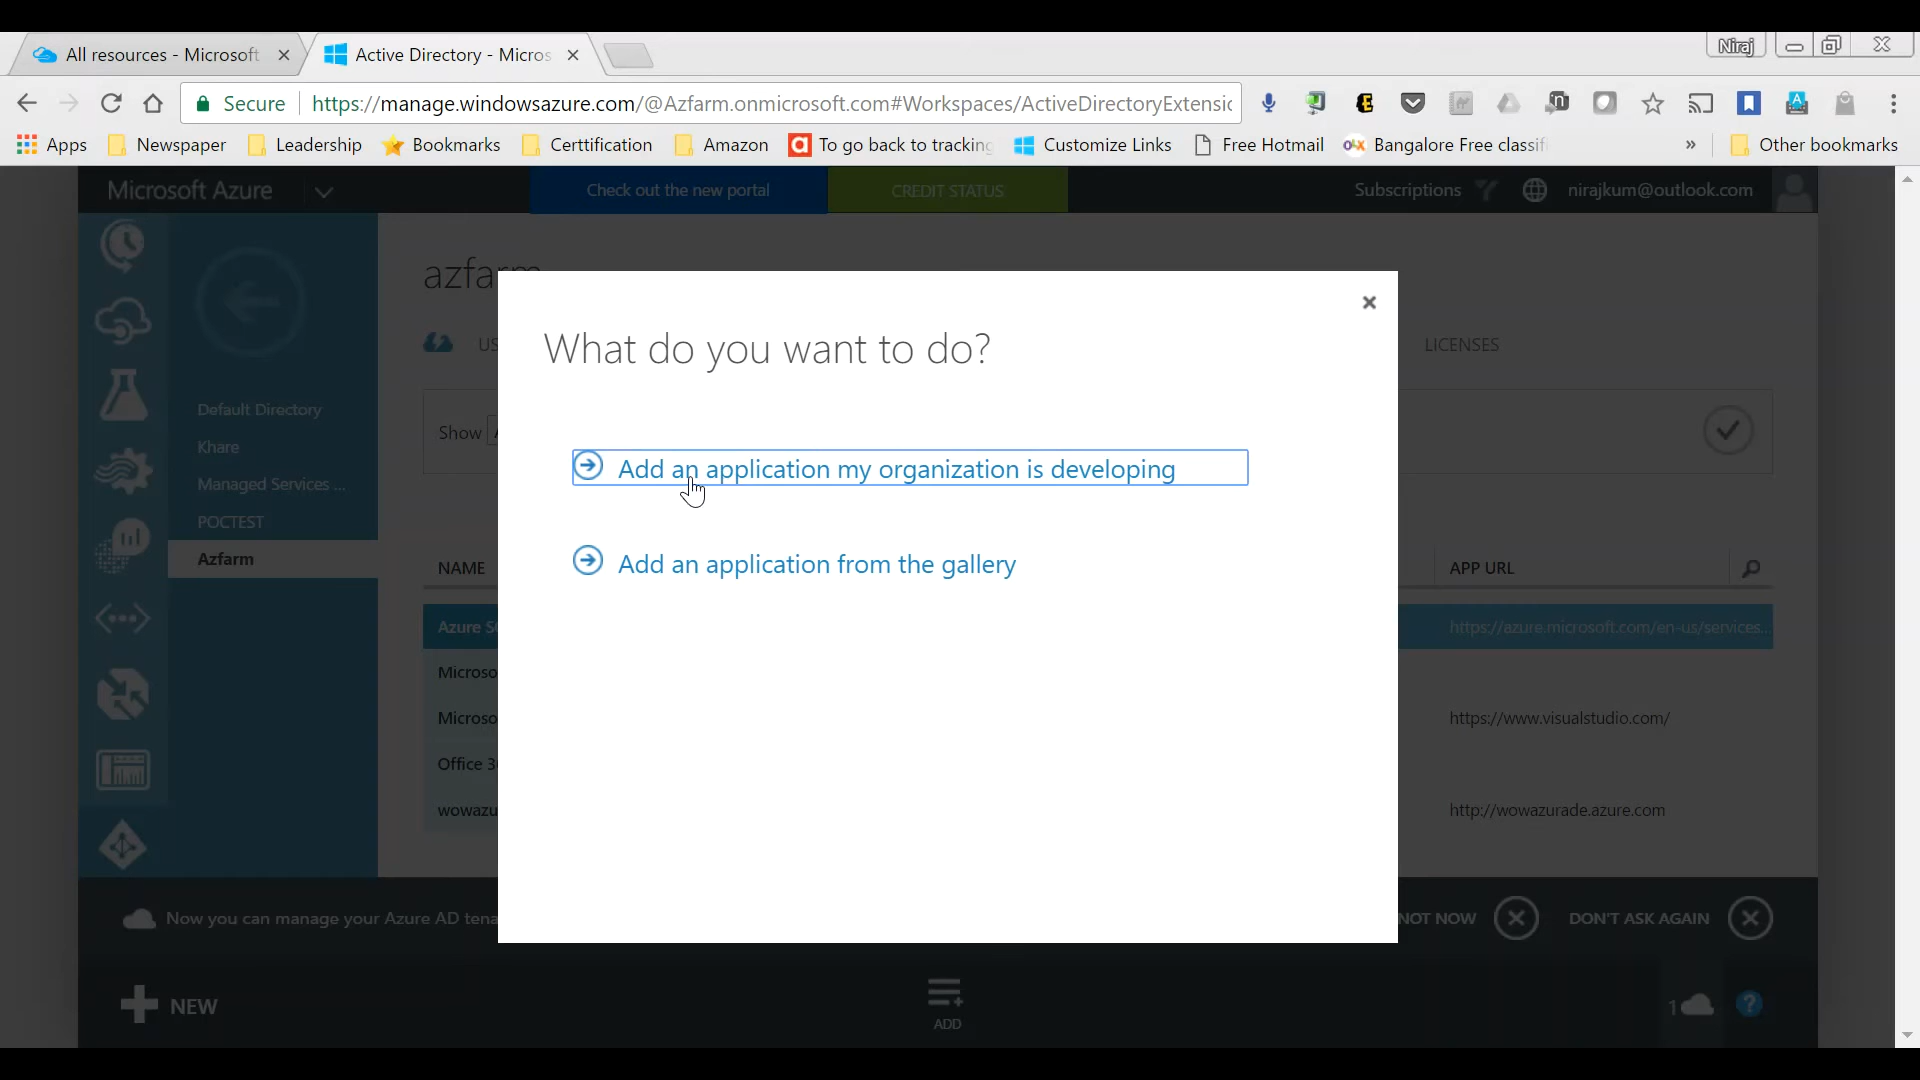 All resources - Microsoft
Active Directory - Micros
Niraj
Secure
https://manage.windowsazure.com/@Azfarm.onmicrosoft.com#Workspaces/ActiveDirectoryExtensic
Apps
Newspaper
Leadership
Bookmarks
Certtification
Amazon
To go back to tracking
Customize Links
Free Hotmail
Bangalore Free classifi
»
Other bookmarks
Microsoft Azure
Check out the new portal
CREDIT STATUS
Subscriptions
nirajkum@outlook.com
azfarm
US
LICENSES
What do you want to do?
Default Directory
Khare
Managed Services ...
POCTEST
Azfarm
Show
Add an application my organization is developing
Add an application from the gallery
NAME
APP URL
Azure S
https://azure.microsoft.com/en-us/services...
Microso
Microso
https://www.visualstudio.com/
Office 3
wowazu
http://wowazurade.azure.com
Now you can manage your Azure AD tena
NOT NOW
DON'T ASK AGAIN
NEW
ADD
1
?